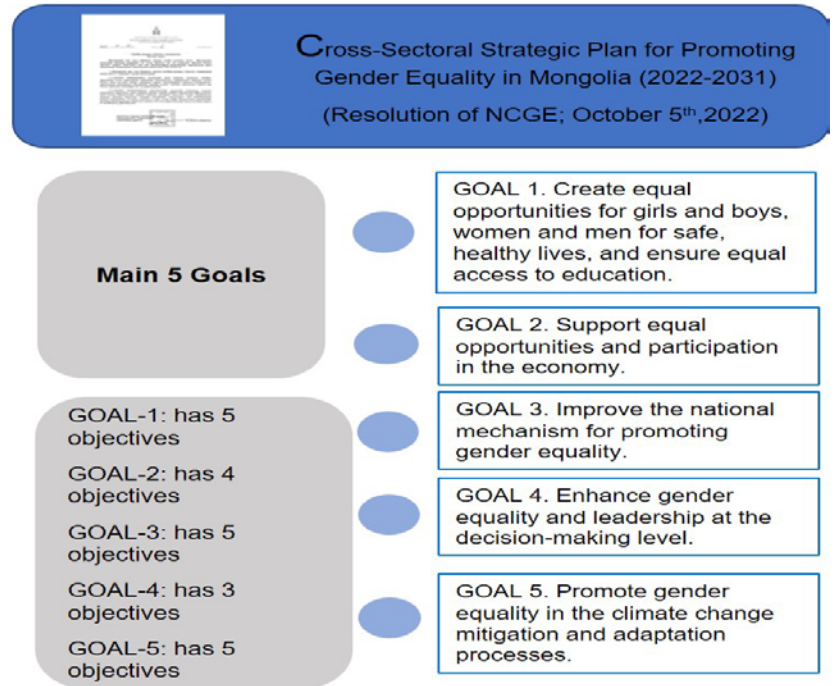 Cross-Sectoral Strategic Plan for Promoting
Gender Equality in Mongolia (2022-2031)
(Resolution of NCGE; October 5th,2022)
Main 5 Goals
GOAL-1: has 5
objectives
GOAL-2: has 4
objectives
GOAL-3: has 5
objectives
GOAL-4: has 3
objectives
GOAL-5: has 5
objectives
GOAL 1. Create equal
opportunities for girls and boys,
women and men for safe,
healthy lives, and ensure equal
access to education.
GOAL 2. Support equal
opportunities and participation
in the economy.
GOAL 3. Improve the national
mechanism for promoting
gender equality.
GOAL 4. Enhance gender
equality and leadership at the
decision-making level.
GOAL 5. Promote gender
equality in the climate change
mitigation and adaptation
processes.